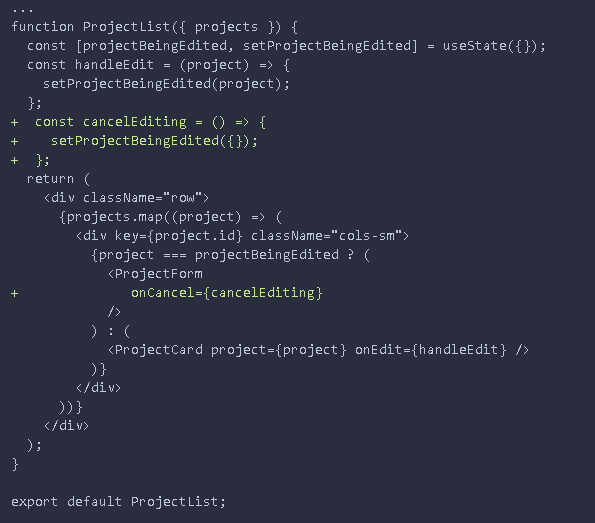 ...
function ProjectList({ projects }) {
  const [projectBeingEdited, setProjectBeingEdited] = useState({});
  const handleEdit = (project) => {
    setProjectBeingEdited(project);
  };
+  const cancelEditing = () => {
+    setProjectBeingEdited({});
+  };
  return (
    <div className="row">
      {projects.map((project) => (
        <div key={project.id} className="cols-sm">
          {project === projectBeingEdited ? (
            <ProjectForm
+              onCancel={cancelEditing}
            />
          ) : (
            <ProjectCard project={project} onEdit={handleEdit} />
          )}
        </div>
      ))}
    </div>
  );
}

export default ProjectList;